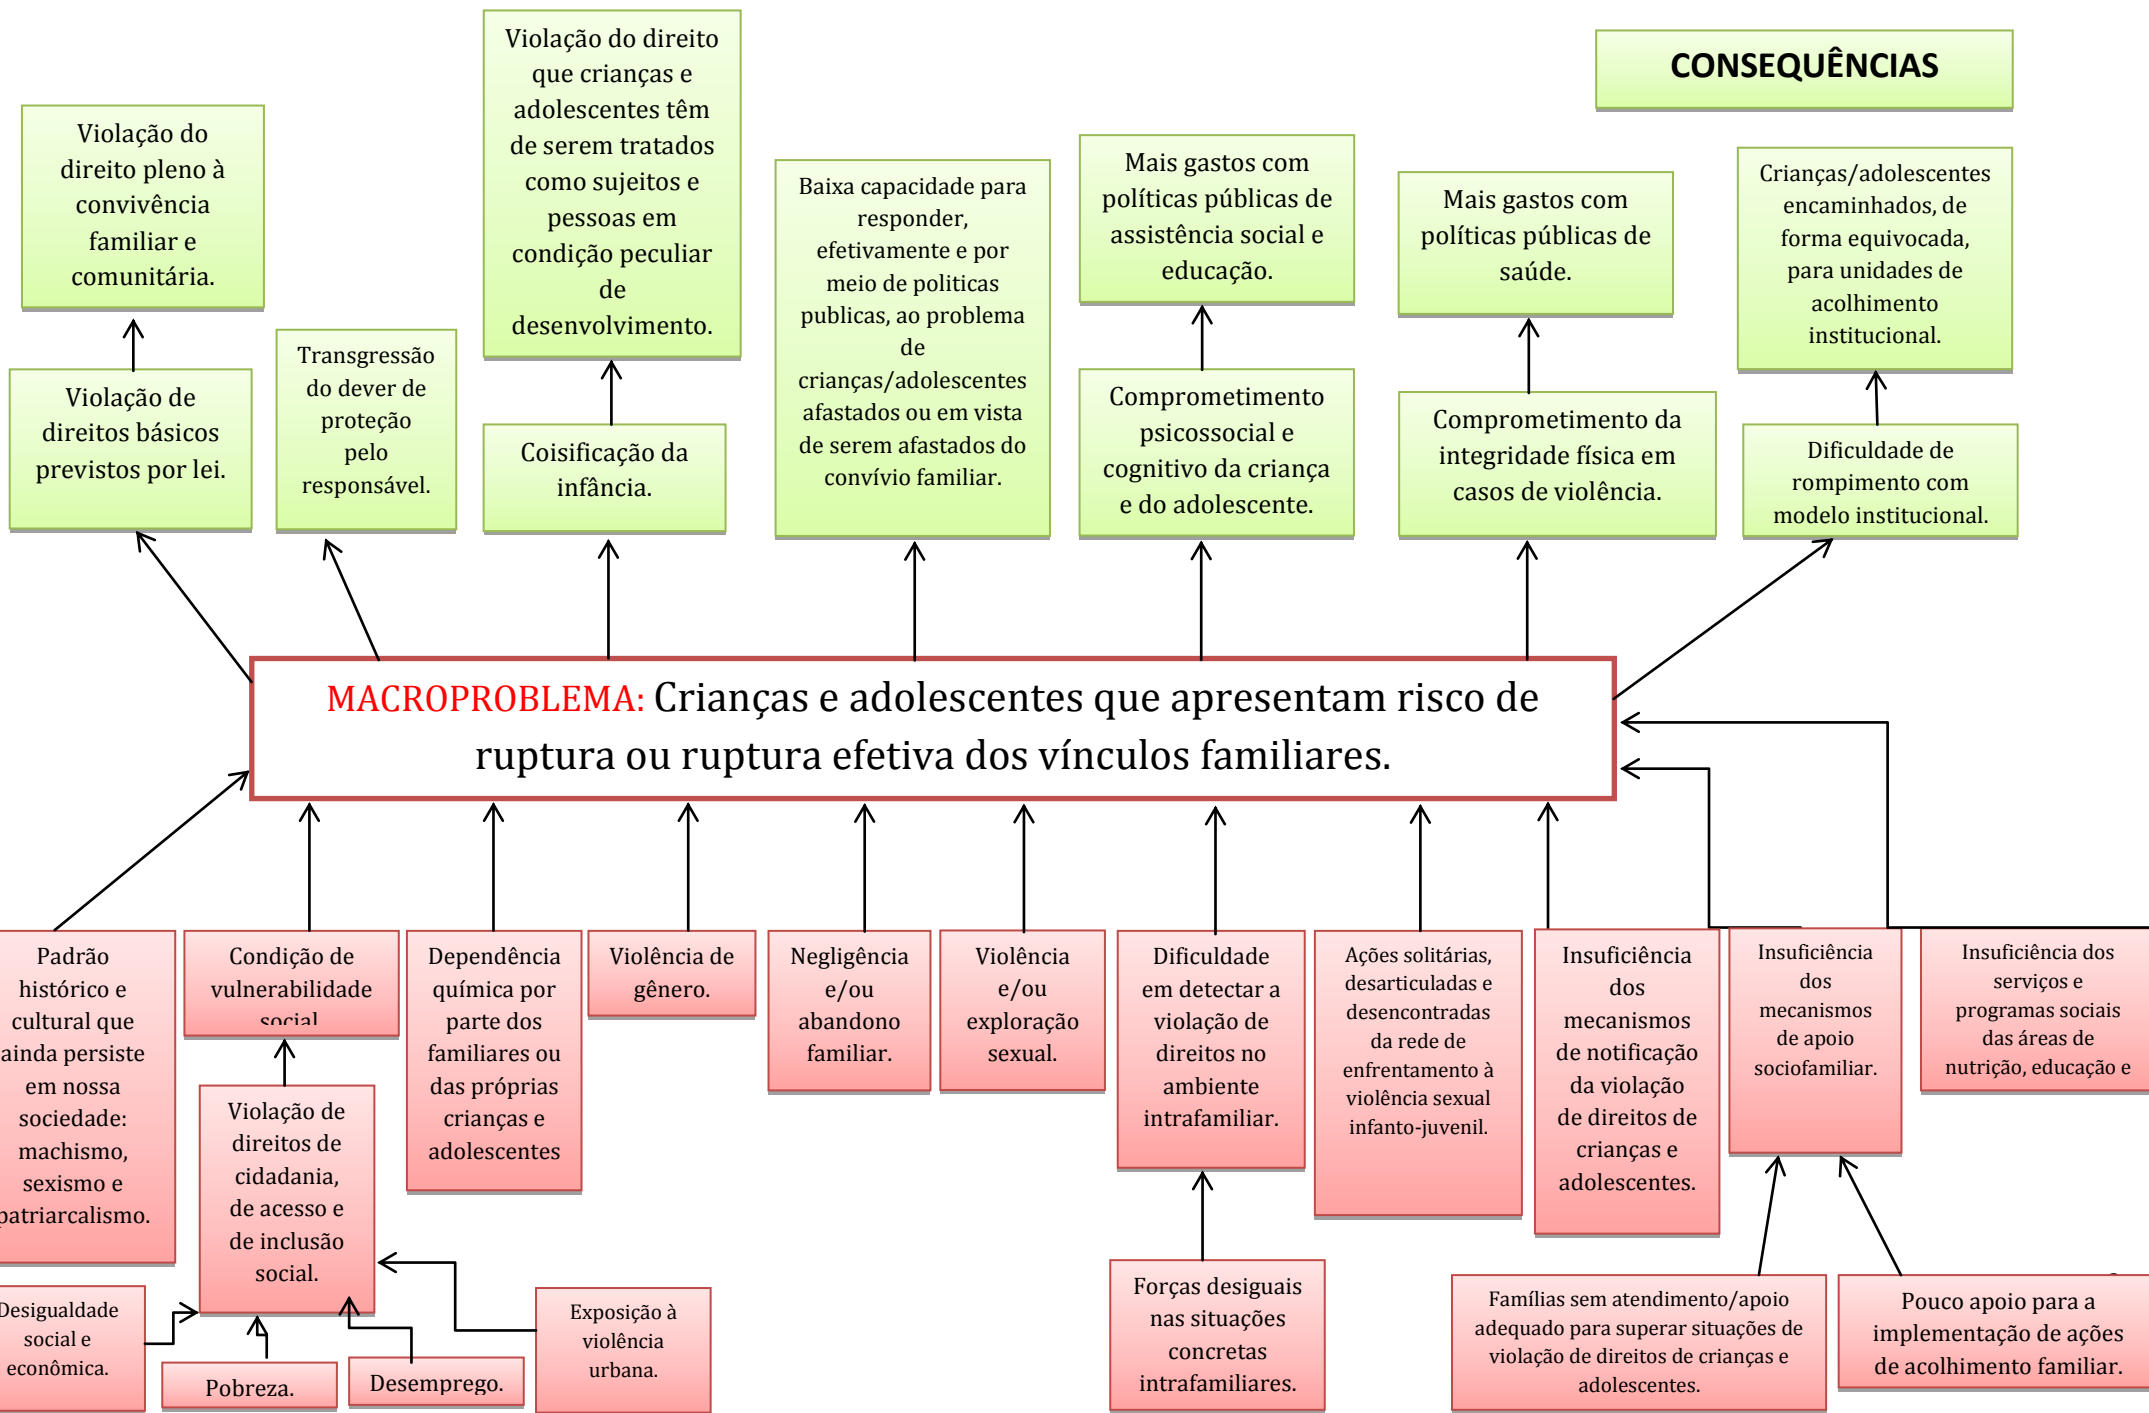 CONSEQUÊNCIAS
Violação do
direito pleno à
convivência
familiar e
comunitária.
Violação do direito
que crianças e
adolescentes têm
de serem tratados
como sujeitos e
pessoas em
condição peculiar
de
desenvolvimento.
Baixa capacidade para
responder,
efetivamente e por
meio de politicas
publicas, ao problema
de
crianças/adolescentes
afastados ou em vista
de serem afastados do
convívio familiar.
Mais gastos com
políticas públicas de
assistência social e
educação.
Mais gastos com
políticas públicas de
saúde.
Crianças/adolescentes
encaminhados, de
forma equivocada,
para unidades de
acolhimento
institucional.
Violação de
direitos básicos
previstos por lei.
Transgressão
do dever de
proteção
pelo
responsável.
Coisificação da
infância.
Comprometimento
psicossocial e
cognitivo da criança
e do adolescente.
Comprometimento da
integridade física em
casos de violência.
Dificuldade de
rompimento com
modelo institucional.
MACROPROBLEMA: Crianças e adolescentes que apresentam risco de
ruptura ou ruptura efetiva dos vínculos familiares.
Padrão
histórico e
cultural que
ainda persiste
em nossa
sociedade:
machismo,
sexismo e
patriarcalismo.
Condição de
vulnerabilidade
social
Dependência
química por
parte dos
familiares ou
das próprias
crianças e
adolescentes
Violência de
gênero.
Negligência
e/ou
abandono
familiar.
Violência
e/ou
exploração
sexual.
Dificuldade
em detectar a
violação de
direitos no
ambiente
intrafamiliar.
Ações solitárias,
desarticuladas e
desencontradas
da rede de
enfrentamento à
violência sexual
infanto-juvenil.
Insuficiência
dos
mecanismos
de notificação
da violação
de direitos de
crianças e
adolescentes.
Insuficiência
dos
mecanismos
de apoio
sociofamiliar.
Insuficiência dos
serviços e
programas sociais
das áreas de
nutrição, educação e
Violação de
direitos de
cidadania,
de acesso e
de inclusão
social.
Desigualdade
social e
econômica.
Pobreza.
Desemprego.
Exposição à
violência
urbana.
Forças desiguais
nas situações
concretas
intrafamiliares.
Famílias sem atendimento/apoio
adequado para superar situações de
violação de direitos de crianças e
adolescentes.
Pouco apoio para a
implementação de ações
de acolhimento familiar.